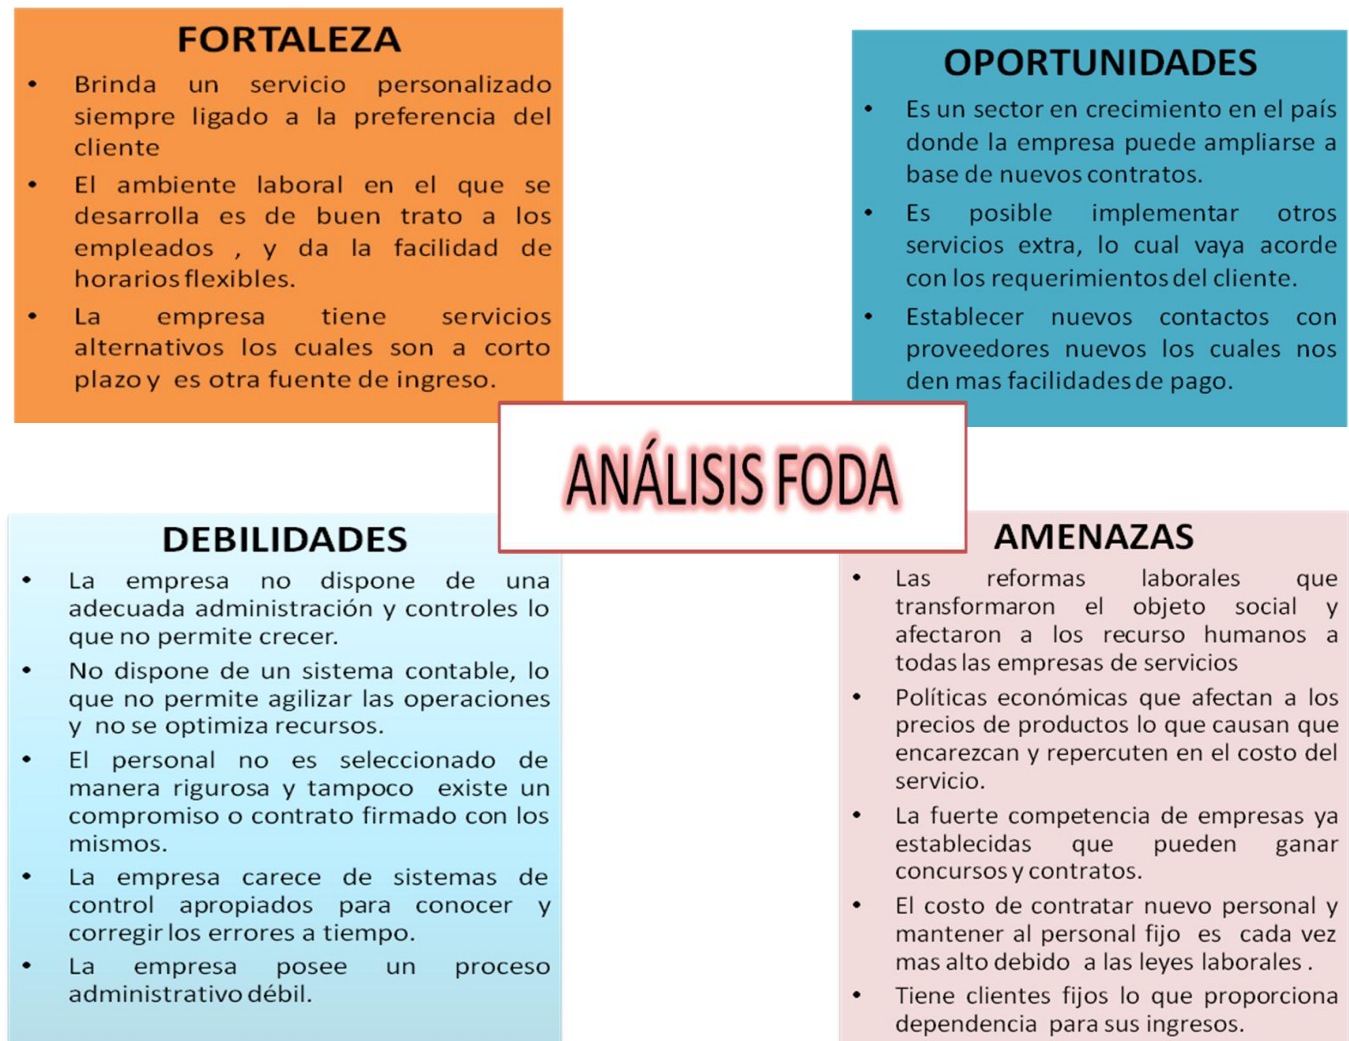 FORTALEZA
• Brinda un servicio personalizado
siempre ligado a la preferencia del
cliente
• El ambiente laboral en el que se
desarrolla es de buen trato a los
empleados , y da la facilidad de
horarios flexibles.
• La empresa tiene servicios
alternativos los cuales son a corto
plazo y es otra fuente de ingreso.
OPORTUNIDADES
• Es un sector en crecimiento en el país
donde la empresa puede ampliarse a
base de nuevos contratos.
• Es posible implementar otros
servicios extra, lo cual vaya acorde
con los requerimientos del cliente.
• Establecer nuevos contactos con
proveedores nuevos los cuales nos
den mas facilidades de pago.
ANÁLISIS FODA
DEBILIDADES
• La empresa no dispone de una
adecuada administración y controles lo
que no permite crecer.
• No dispone de un sistema contable, lo
que no permite agilizar las operaciones
y no se optimiza recursos.
• El personal no es seleccionado de
manera rigurosa y tampoco existe un
compromiso o contrato firmado con los
mismos.
• La empresa carece de sistemas de
control apropiados para conocer y
corregir los errores a tiempo.
• La empresa posee un proceso
administrativo débil.
AMENAZAS
• Las reformas laborales que
transformaron el objeto social y
afectaron a los recurso humanos a
todas las empresas de servicios
• Políticas económicas que afectan a los
precios de productos lo que causan que
encarezcan y repercuten en el costo del
servicio.
• La fuerte competencia de empresas ya
establecidas que pueden ganar
concursos y contratos.
• El costo de contratar nuevo personal y
mantener al personal fijo es cada vez
mas alto debido a las leyes laborales .
• Tiene clientes fijos lo que proporciona
dependencia para sus ingresos.